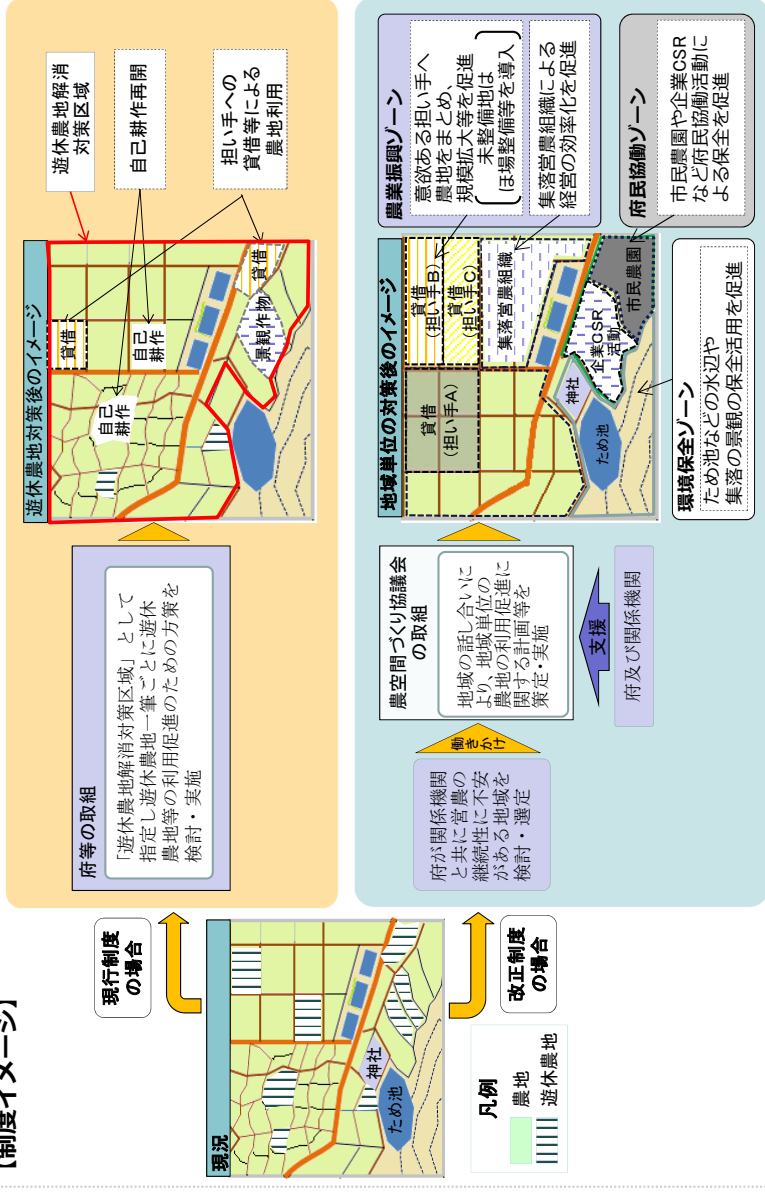 【制度イメージ】
現況
神社
ため池
凡例
農地
遊休農地
現行制度
の場合
改正制度
の場合
府等の取組
「遊休農地解消対策区域」として
指定し遊休農地一筆ごとに遊休
農地等の利用促進のための方策を
検討・実施
遊休農地対策後のイメージ
自己
耕作
貸借
自己
耕作
景観作物
貸借
遊休農地解消
対策区域
自己耕作再開
担い手への
貸借等による
農地利用
府が関係機関
と共に営農の
継続性に不安
がある地域を
検討・選定
働き
かけ
農空間づくり協議会
の取組
地域の話し合いに
より、地域単位の
農地の利用促進に
関する計画等を
策定・実施
支援
府及び関係機関
地域単位の対策後のイメージ
貸借
(担い手A)
貸借
(担い手B)
貸借
(担い手C)
集落営農組織
神社
ため池
企業CSR
活動
市民農園
農業振興ゾーン
意欲ある担い手へ
農地をまとめ、
規模拡大等を促進
未整備地は
ほ場整備等を導入
集落営農組織による
経営の効率化を促進
府民協働ゾーン
市民農園や企業CSR
など府民協働活動に
よる保全を促進
環境保全ゾーン
ため池などの水辺や
集落の景観の保全活用を促進